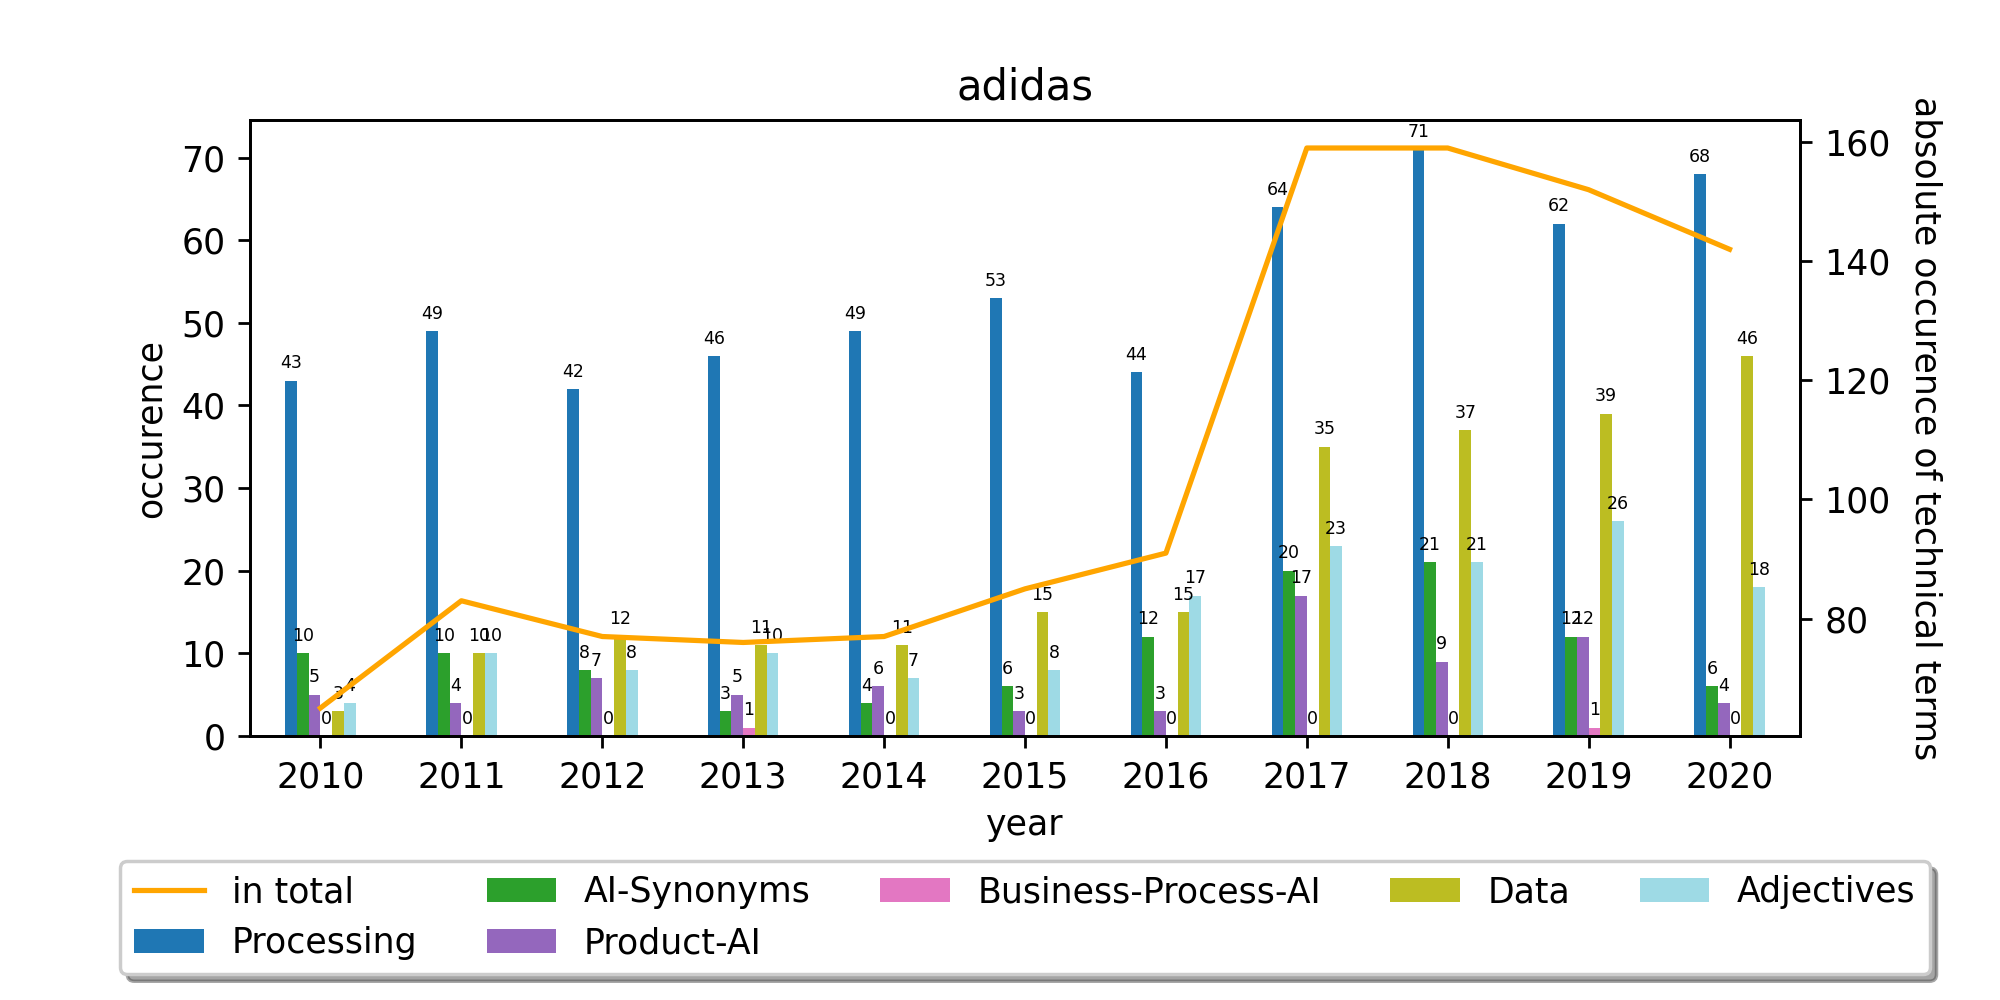 adidas
absolute occurence of technical terms
occurence
70
60
50
40
30
20
10
0
160
140
120
100
80
43 10 5 0 3 4
49 10 4 0 10 10
42 8 7 0 12 8
46 3 5 1 11 10
49 4 6 0 11 7
53 6 3 0 15 8
44 12 3 0 15 17
64 20 17 0 35 23
71 21 9 0 37 21
62 12 12 1 39 26
68 6 4 0 46 18
2010 2011 2012 2013 2014 2015 2016 2017 2018 2019 2020
year
in total AI-Synonyms Business-Process-AI Data Adjectives
Processing Product-AI